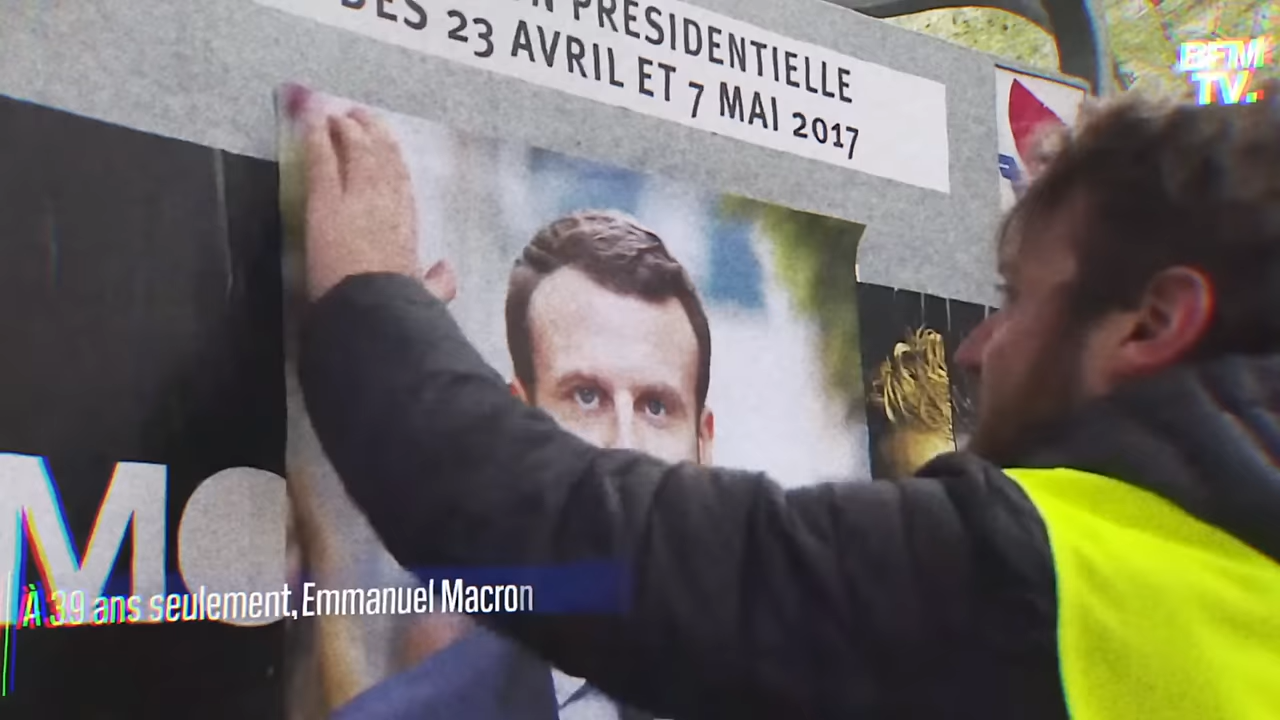 PRÉSIDENTIELLE
DES 23 AVRIL ET 7 MAI 2017
BFM
TV.
M
À 39 ans seulement, Emmanuel Macron